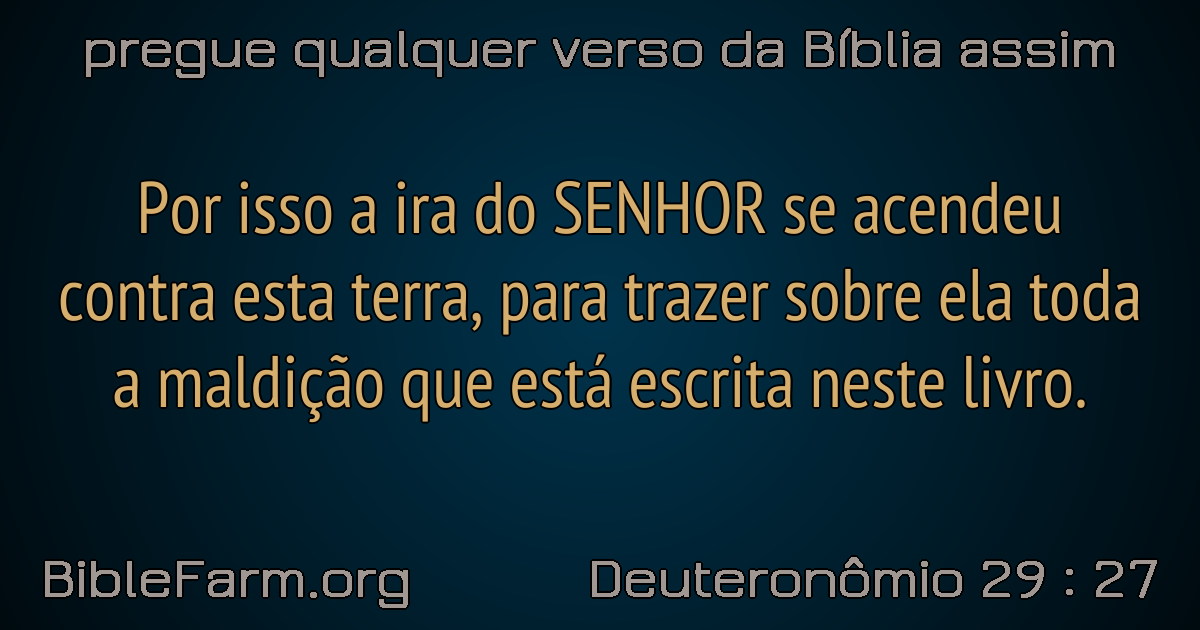 pregue qualquer verso da Bíblia assim
Por isso a ira do SENHOR se acendeu
contra esta terra, para trazer sobre ela toda
a maldição que está escrita neste livro.
BibleFarm.org
Deuteronômio 29 : 27